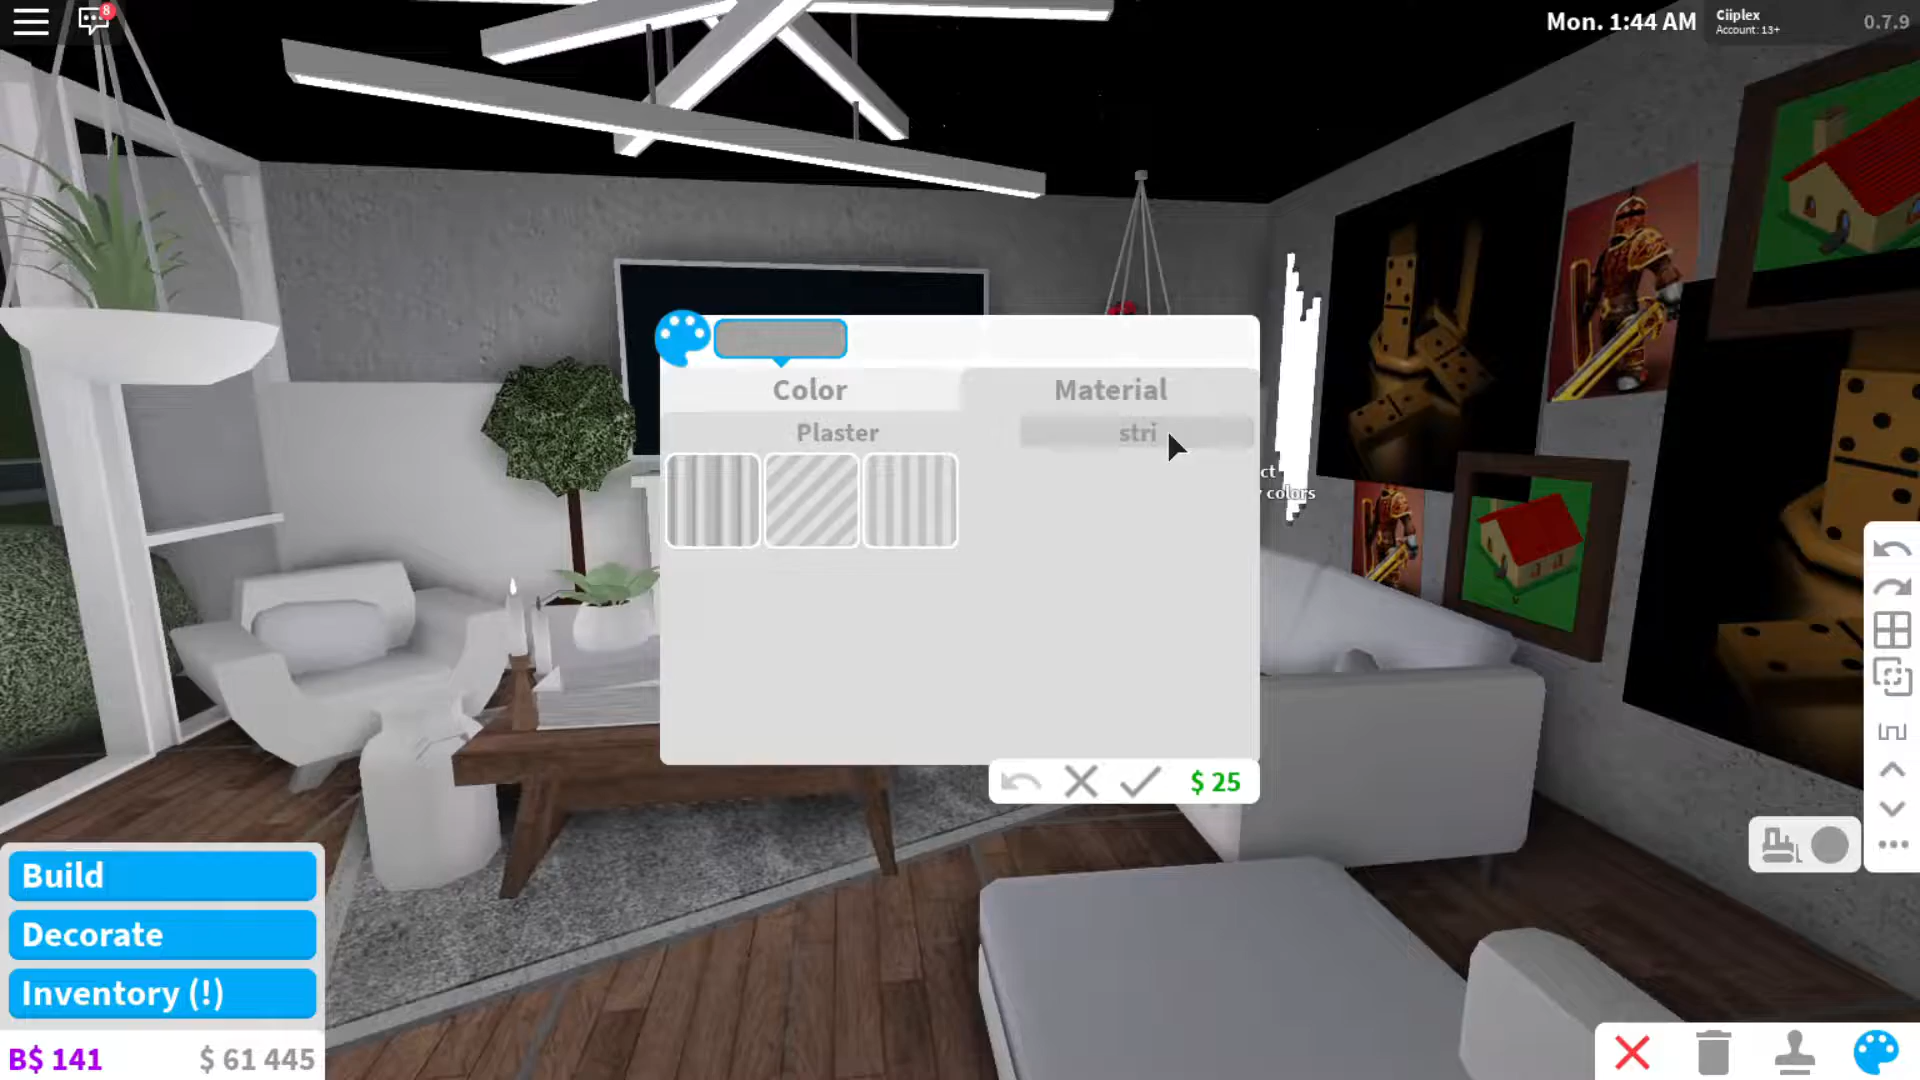 8
Mon. 1:44 AM
Ciiplex
Account: 13+
0.7.9
Color
Material
Plaster
stri
ct
colors
$ 25
Build
Decorate
Inventory (!)
B$ 141
$ 61 445